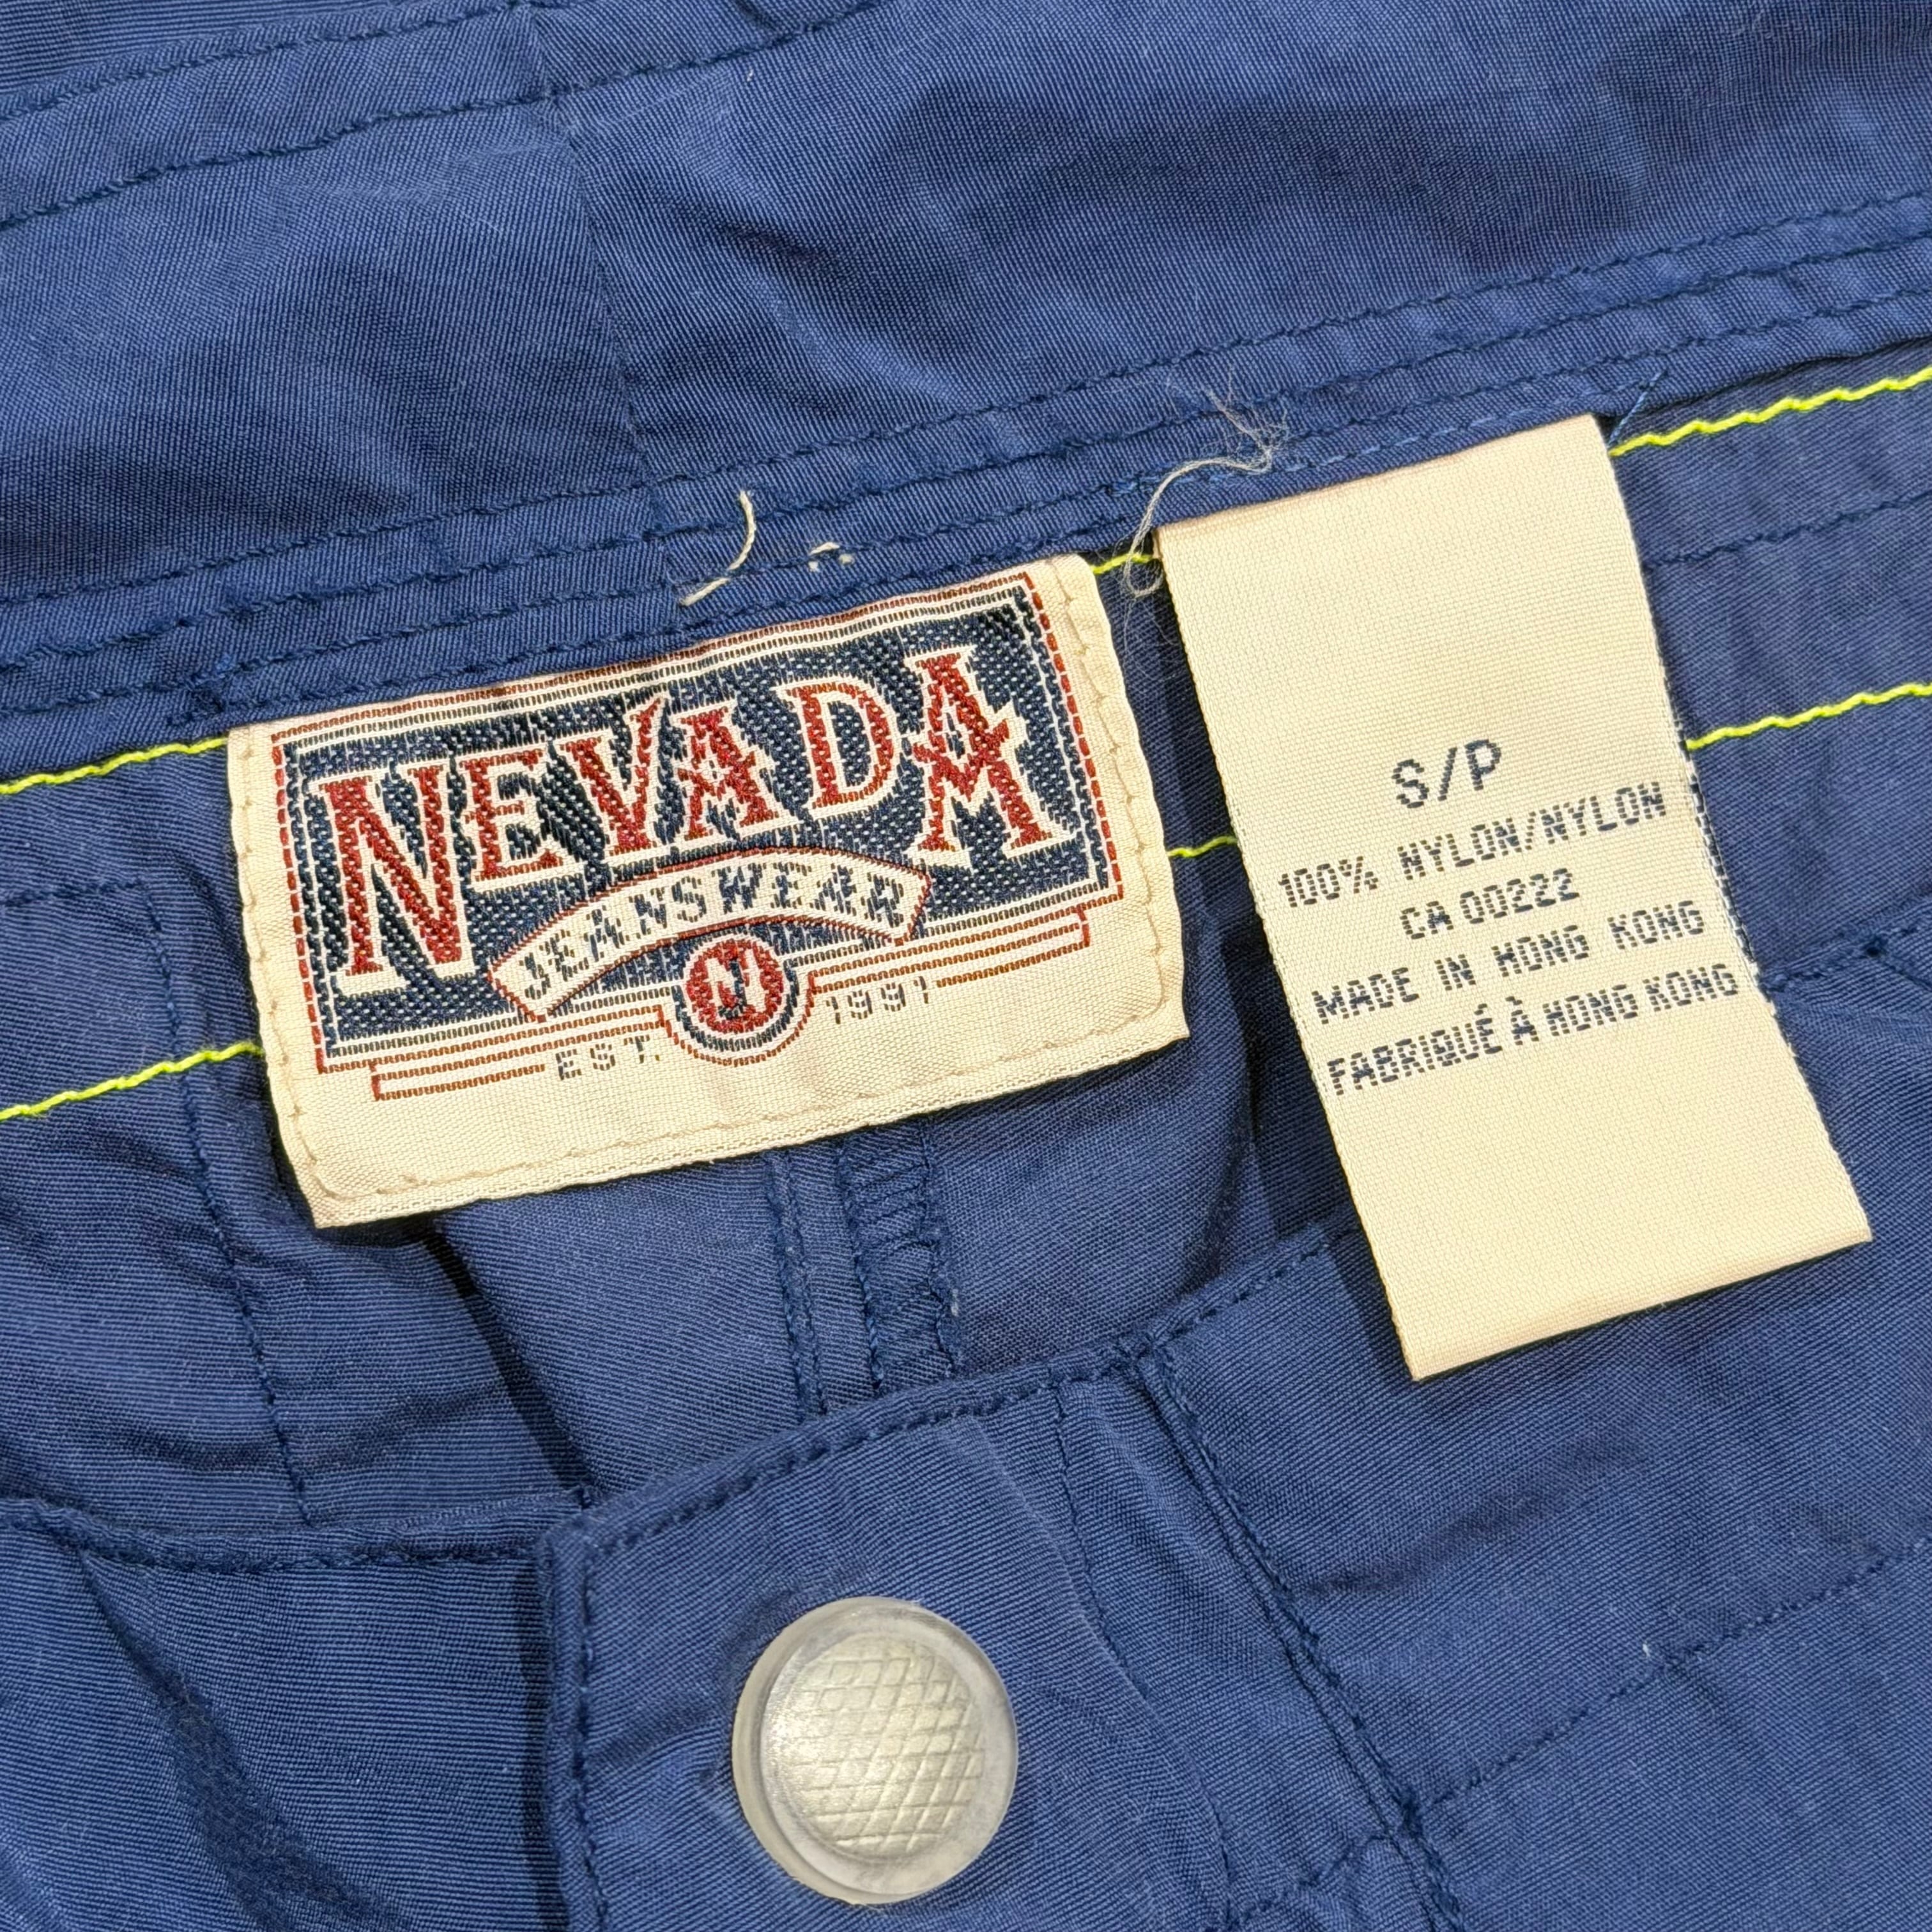 NEVADA
JEANSWEAR
N
EST. 1991
S/P
100% NYLON/NYLON
CA 00222
MADE IN HONG KONG
FABRIQUÉ À HONG KONG